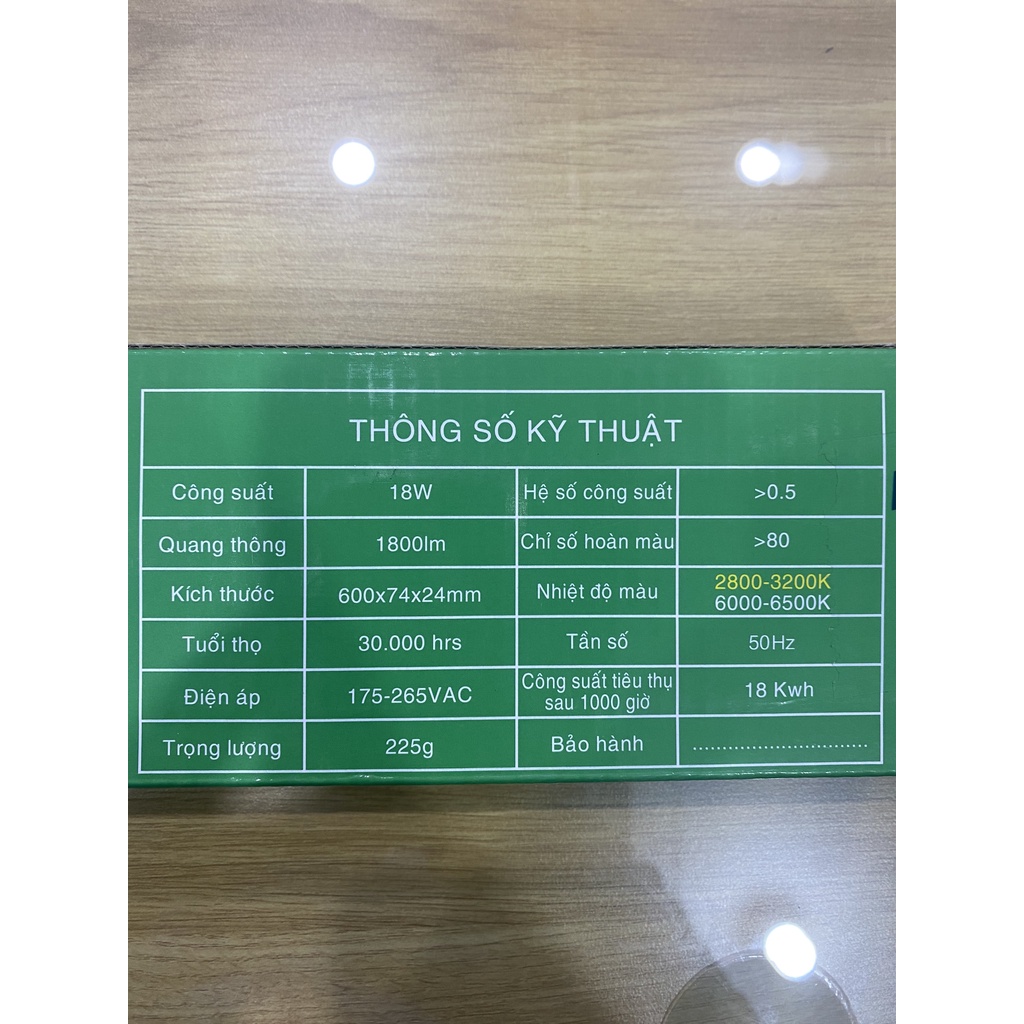 THÔNG SỐ KỸ THUẬT
Công suất 18W Hệ số công suất >0.5
Quang thông 1800lm Chỉ số hoàn màu >80
Kích thước 600x74x24mm Nhiệt độ màu 2800-3200K
6000-6500K
Tuổi thọ 30.000 hrs Tần số 50Hz
Điện áp 175-265VAC Công suất tiêu thụ
sau 1000 giờ 18 Kwh
Trọng lượng 225g Bảo hành ..............................